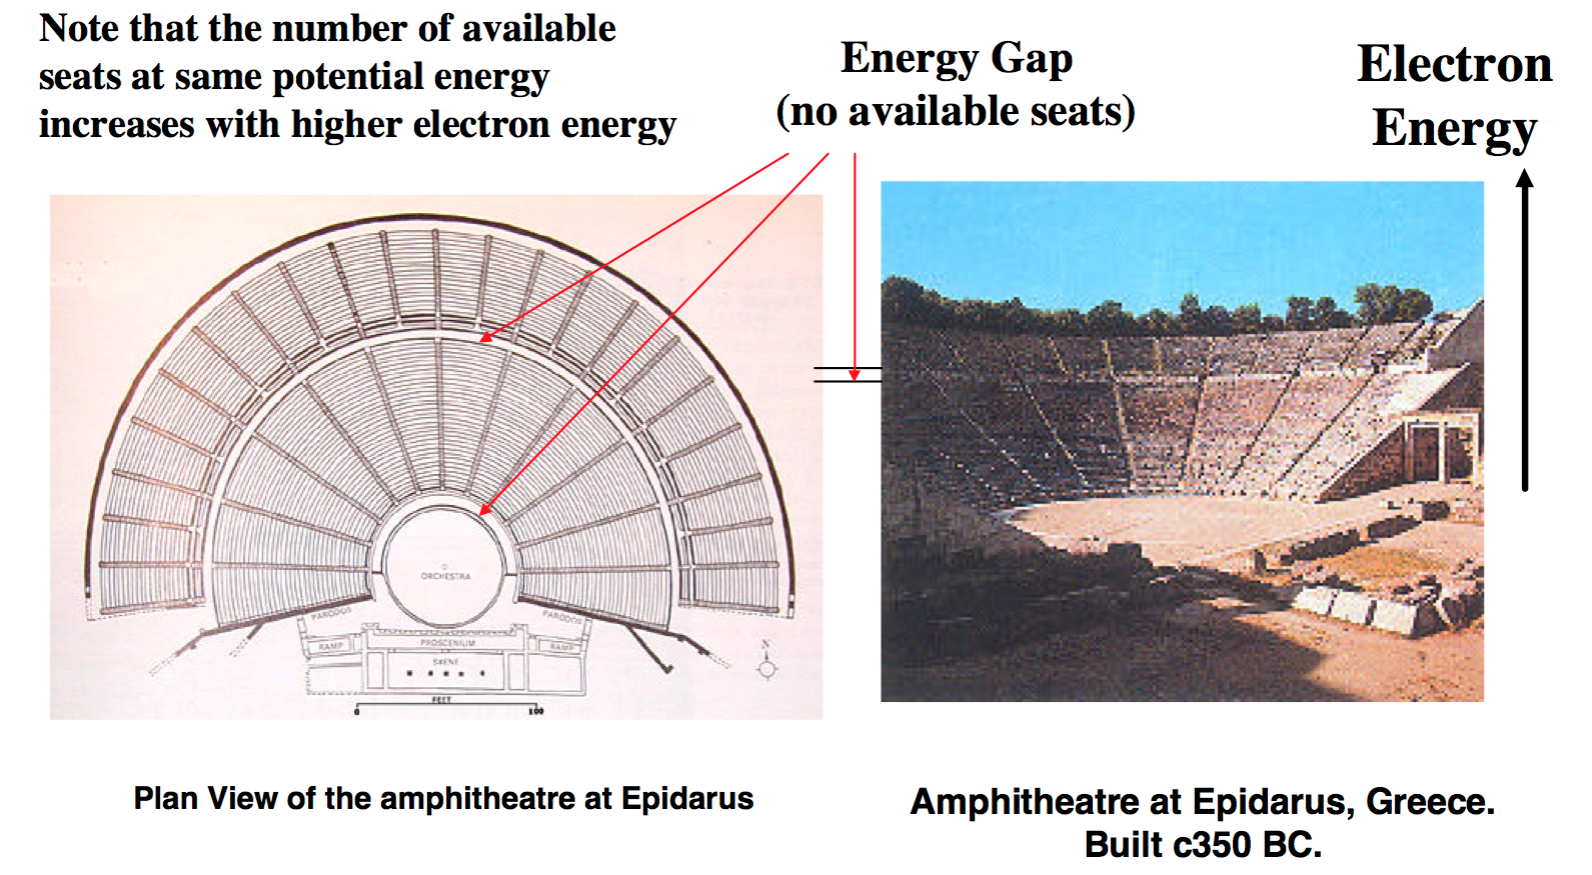 Note that the number of available
seats at same potential energy
increases with higher electron energy
Energy Gap
(no available seats)
Electron
Energy
ORCHESTRA
PARODOS
PARODOS
RAMP
PROSCENIUM
RAMP
SKENE
N
FEET
0
100
Plan View of the amphitheatre at Epidarus
Amphitheatre at Epidarus, Greece.
Built c350 BC.